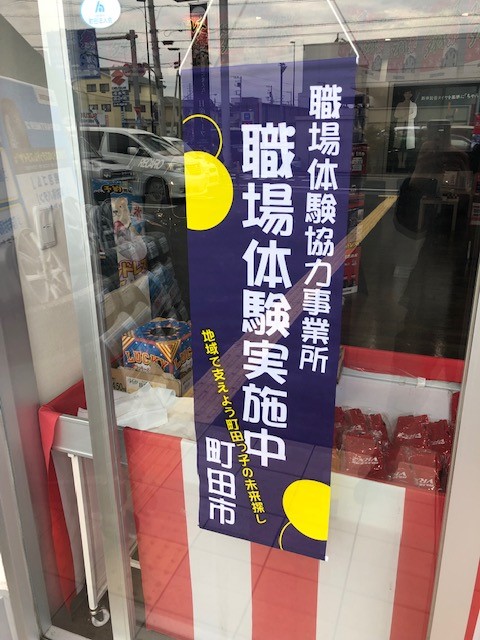 職場体験協力事業所
職場体験実施中
地域で支えよう町田っ子の未来探し
町田市
LUCKY